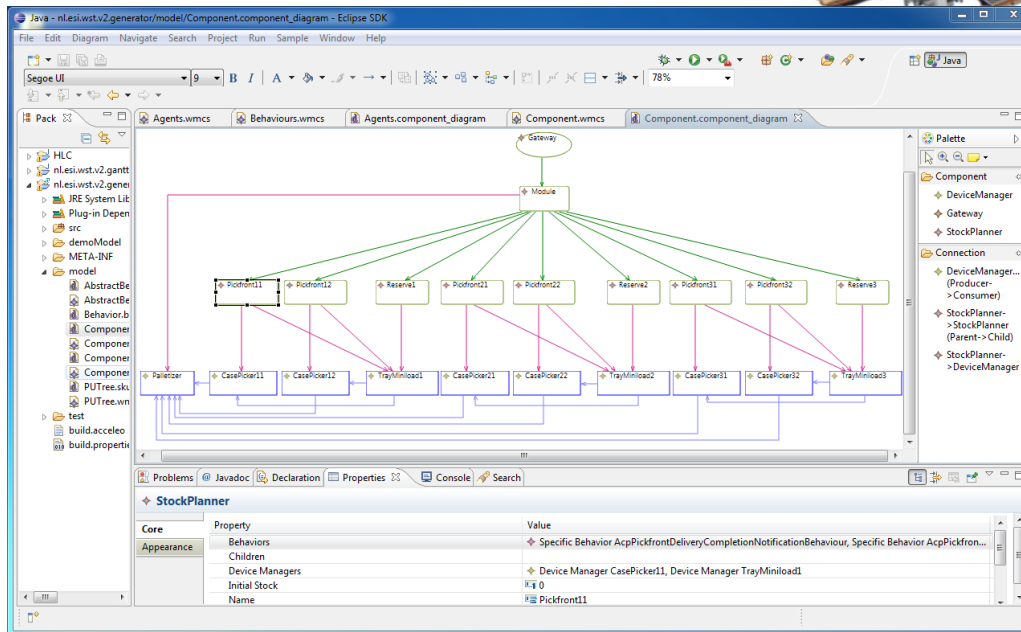 Java - nl.esi.wst.v2.generator/model/Component.component_diagram - Eclipse SDK
File Edit Diagram Navigate Search Project Run Sample Window Help
Segoe UI 9 B I A 78% Java
Pack Agents.wmcs Behaviours.wmcs Agents.component_diagram Component.wmcs Component.component_diagram
HLC
nl.esi.wst.v2.gantt
nl.esi.wst.v2.gene
JRE System Lib
Plug-in Depen
src
demoModel
META-INF
model
AbstractBe
AbstractBe
Behavior.b
Componer
Componer
Componer
Componer
PUTree.sku
PUTree.wn
test
build.acceleo
build.propertie
Gateway
Module
Pickfront11 Pickfront12 Reserve1 Pickfront21 Pickfront22 Reserve2 Pickfront31 Pickfront32 Reserve3
Palletizer CasePicker11 CasePicker12 TrayMiniload1 CasePicker21 CasePicker22 TrayMiniload2 CasePicker31 CasePicker32 TrayMiniload3
Palette
Component
DeviceManager
Gateway
StockPlanner
Connection
DeviceManager...
(Producer-
>Consumer)
StockPlanner-
>StockPlanner
(Parent->Child)
StockPlanner-
>DeviceManager
Problems Javadoc Declaration Properties Console Search
StockPlanner
Core
Appearance
Property Value
Behaviors Specific Behavior AcpPickfrontDeliveryCompletionNotificationBehaviour, Specific Behavior AcpPickfron...
Children
Device Managers Device Manager CasePicker11, Device Manager TrayMiniload1
Initial Stock 0
Name Pickfront11